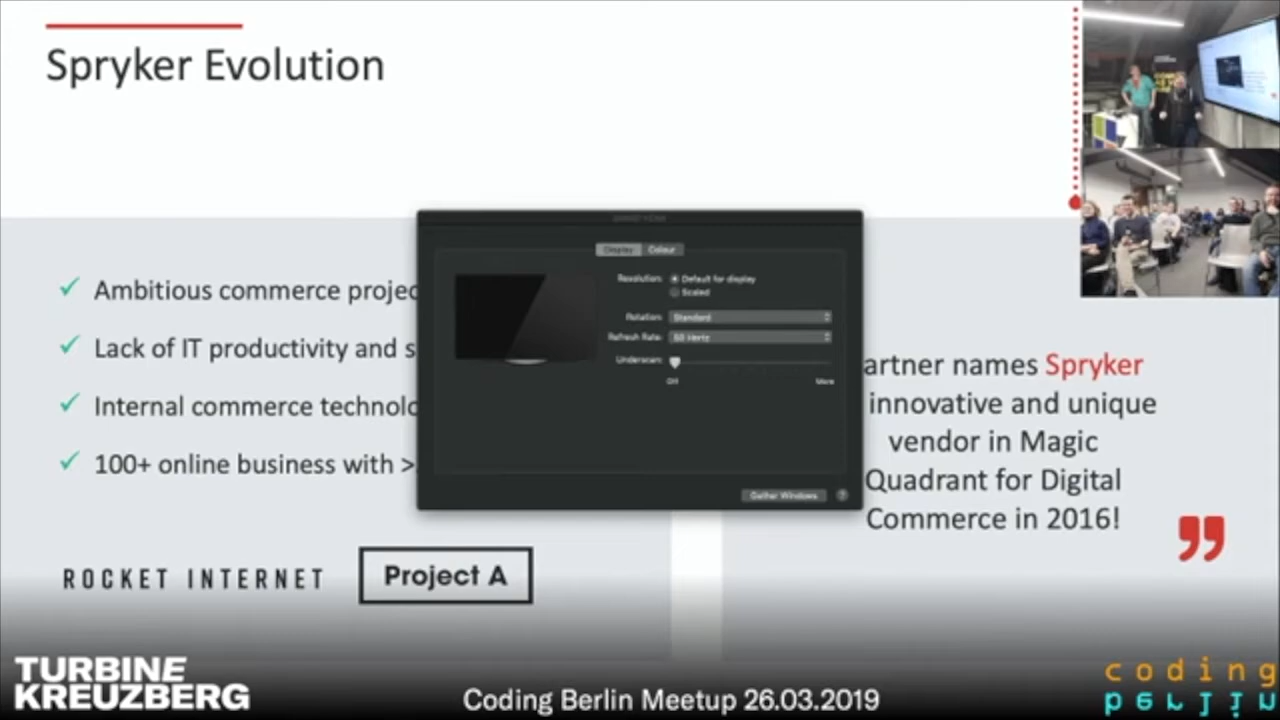 Spryker Evolution
Ambitious commerce projec
Lack of IT productivity and s
Internal commerce technolo
100+ online business with >
ROCKET INTERNET
Project A
Display Colour
Resolution: Default for display
Scaled
Rotation: Standard
Refresh Rate:
Underscan:
Off More
Gather Windows ?
artner names Spryker
innovative and unique
vendor in Magic
Quadrant for Digital
Commerce in 2016!
”
TURBINE
KREUZBERG
Coding Berlin Meetup 26.03.2019
coding
berlin